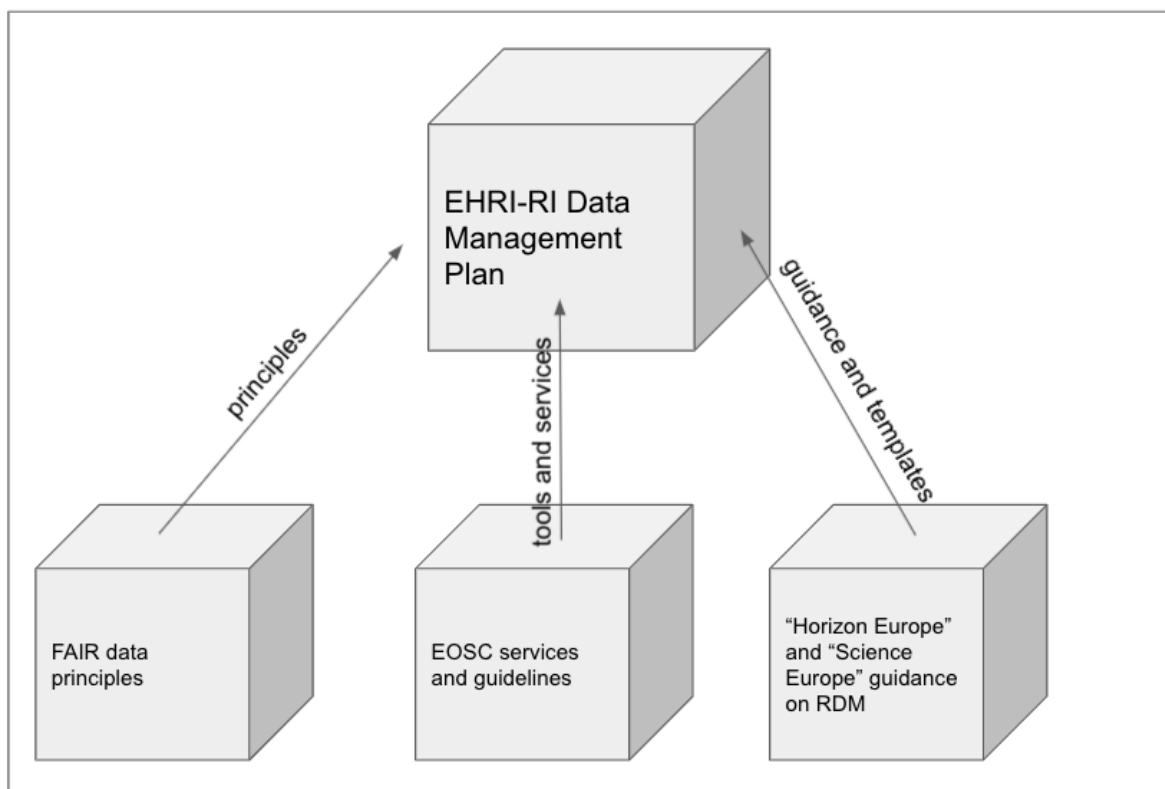 EHRI-RI Data
Management
Plan
principles
tools and services
guidance and templates
FAIR data
principles
EOSC services
and guidelines
“Horizon Europe”
and “Science
Europe” guidance
on RDM